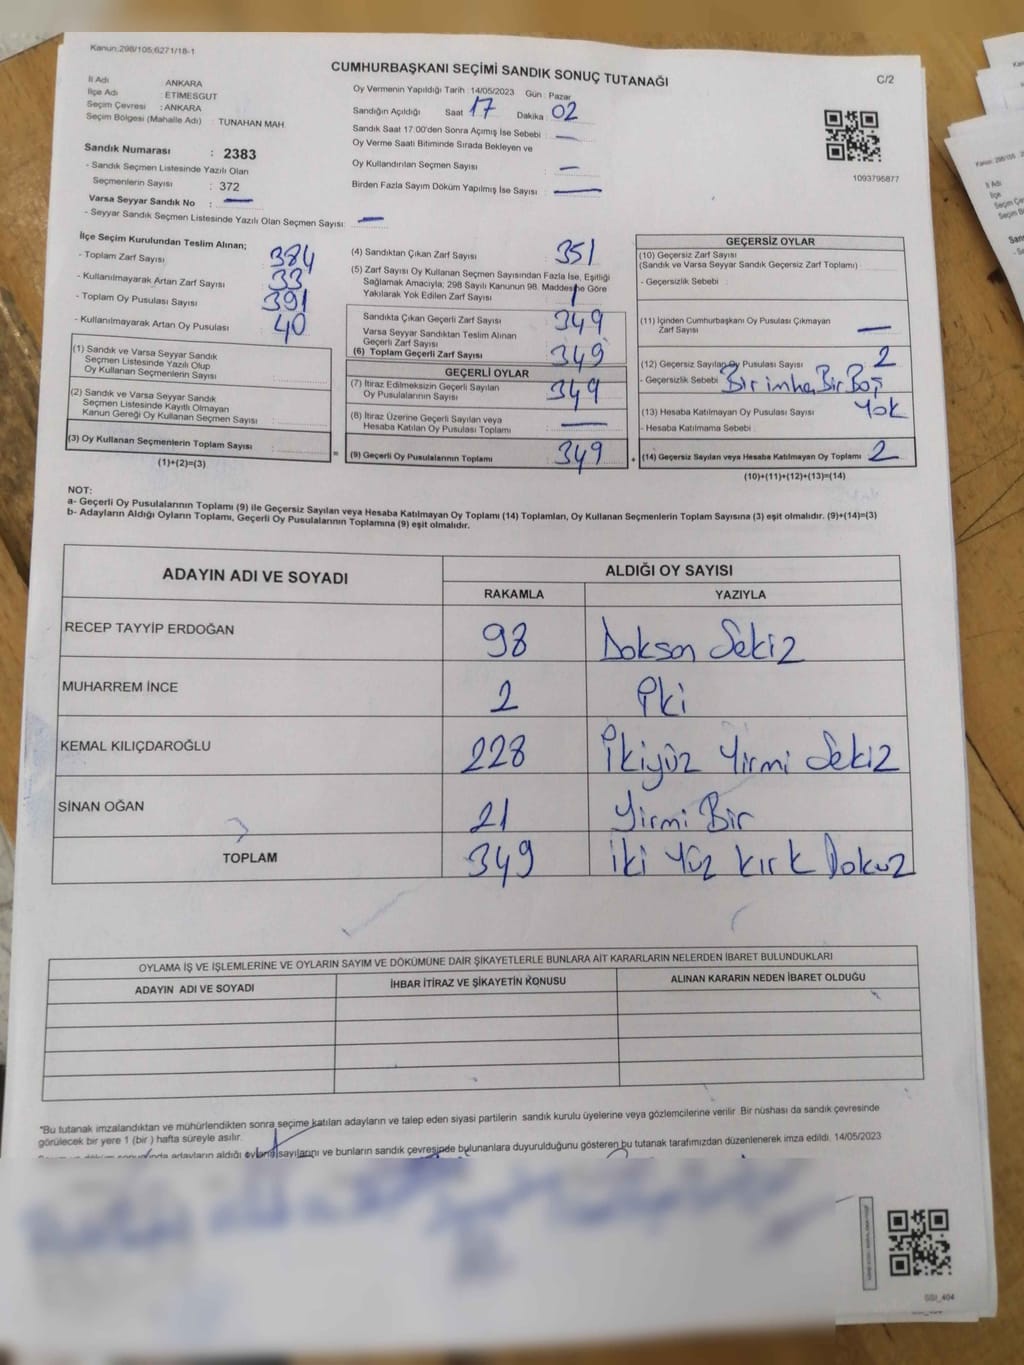 Kanun:298/105;6271/18-1
CUMHURBAŞKANI SEÇİMİ SANDIK SONUÇ TUTANAĞI
C/2
İl Adı ANKARA
İlçe Adı : ETİMESGUT
Seçim Çevresi : ANKARA
Seçim Bölgesi (Mahalle Adı) : TUNAHAN MAH.
Sandık Numarası : 2383
- Sandık Seçmen Listesinde Yazılı Olan
Seçmenlerin Sayısı : 372
Varsa Seyyar Sandık No : —
- Seyyar Sandık Seçmen Listesinde Yazılı Olan Seçmen Sayısı: —
Oy Vermenin Yapıldığı Tarih :14/05/2023 Gün : Pazar
Sandığın Açıldığı Saat 17 Dakika 02
Sandık Saat 17:00'den Sonra Açımış İse Sebebi : —
Oy Verme Saati Bitiminde Sırada Bekleyen ve
Oy Kullandırılan Seçmen Sayısı : —
Birden Fazla Sayım Döküm Yapılmış İse Sayısı : —
1093795877
İlçe Seçim Kurulundan Teslim Alınan;
- Toplam Zarf Sayısı : 384
- Kullanılmayarak Artan Zarf Sayısı : 33
- Toplam Oy Pusulası Sayısı : 391
- Kullanılmayarak Artan Oy Pusulası : 40
(1) Sandık ve Varsa Seyyar Sandık
Seçmen Listesinde Yazılı Olup
Oy Kullanan Seçmenlerin Sayısı :
(2) Sandık ve Varsa Seyyar Sandık
Seçmen Listesinde Kayıtlı Olmayan
Kanun Gereği Oy Kullanan Seçmen Sayısı :
(3) Oy Kullanan Seçmenlerin Toplam Sayısı :
(1)+(2)=(3)
(4) Sandıktan Çıkan Zarf Sayısı : 351
(5) Zarf Sayısı Oy Kullanan Seçmen Sayısından Fazla İse, Eşitliği
Sağlamak Amacıyla; 298 Sayılı Kanunun 98. Maddesine Göre
Yakılarak Yok Edilen Zarf Sayısı :
Sandıkta Çıkan Geçerli Zarf Sayısı : 349
Varsa Seyyar Sandıktan Teslim Alınan
Geçerli Zarf Sayısı
(6) Toplam Geçerli Zarf Sayısı : 349
GEÇERLİ OYLAR
(7) İtiraz Edilmeksizin Geçerli Sayılan
Oy Pusulasının Sayısı : 349
(8) İtiraz Üzerine Geçerli Sayılan veya
Hesaba Katılan Oy Pusulası Toplamı : —
(9) Geçerli Oy Pusulalarının Toplamı : 349
GEÇERSİZ OYLAR
(10) Geçersiz Zarf Sayısı
(Sandık ve Varsa Seyyar Sandık Geçersiz Zarf Toplamı) :
- Geçersizlik Sebebi :
(11) İçinden Cumhurbaşkanı Oy Pusulası Çıkmayan
Zarf Sayısı : —
(12) Geçersiz Sayılan Oy Pusulası Sayısı : 2
- Geçersizlik Sebebi Bir imha Bir Boş
(13) Hesaba Katılmayan Oy Pusulası Sayısı : Yok
- Hesaba Katılmama Sebebi :
(14) Geçersiz Sayılan veya Hesaba Katılmayan Oy Toplamı : 2
(10)+(11)+(12)+(13)=(14)
NOT:
a- Geçerli Oy Pusulalarının Toplamı (9) ile Geçersiz Sayılan veya Hesaba Katılmayan Oy Toplamı (14) Toplamları, Oy Kullanan Seçmenlerin Toplam Sayısına (3) eşit olmalıdır. (9)+(14)=(3)
b- Adayların Aldığı Oyların Toplamı, Geçerli Oy Pusulalarının Toplamına (9) eşit olmalıdır.
ADAYIN ADI VE SOYADI ALDIĞI OY SAYISI
RAKAMLA YAZIYLA
RECEP TAYYİP ERDOĞAN 98 Doksan Sekiz
MUHARREM İNCE 2 İki
KEMAL KILIÇDAROĞLU 228 İkiyüz Yirmi Sekiz
SİNAN OĞAN 21 Yirmi Bir
TOPLAM 349 İki Yüz Kırk Dokuz
OYLAMA İŞ VE İŞLEMLERİNE VE OYLARIN SAYIM VE DÖKÜMÜNE DAİR ŞİKAYETLERLE BUNLARA AİT KARARLARIN NELERDEN İBARET BULUNDUKLARI
ADAYIN ADI VE SOYADI İHBAR İTİRAZ VE ŞİKAYETİN KONUSU ALINAN KARARIN NEDEN İBARET OLDUĞU
*Bu tutanak imzalandıktan ve mühürlendikten sonra seçime katılan adayların ve talep eden siyasi partilerin sandık kurulu üyelerine veya gözlemcilerine verilir. Bir nüshası da sandık çevresinde
görülecek bir yere 1 (bir ) hafta süreyle asılır.
adayların aldığı oyların sayılarını ve bunların sandık çevresinde bulunanlara duyurulduğunu gösteren bu tutanak tarafımızdan düzenlenerek imza edildi. 14/05/2023
SSI_404